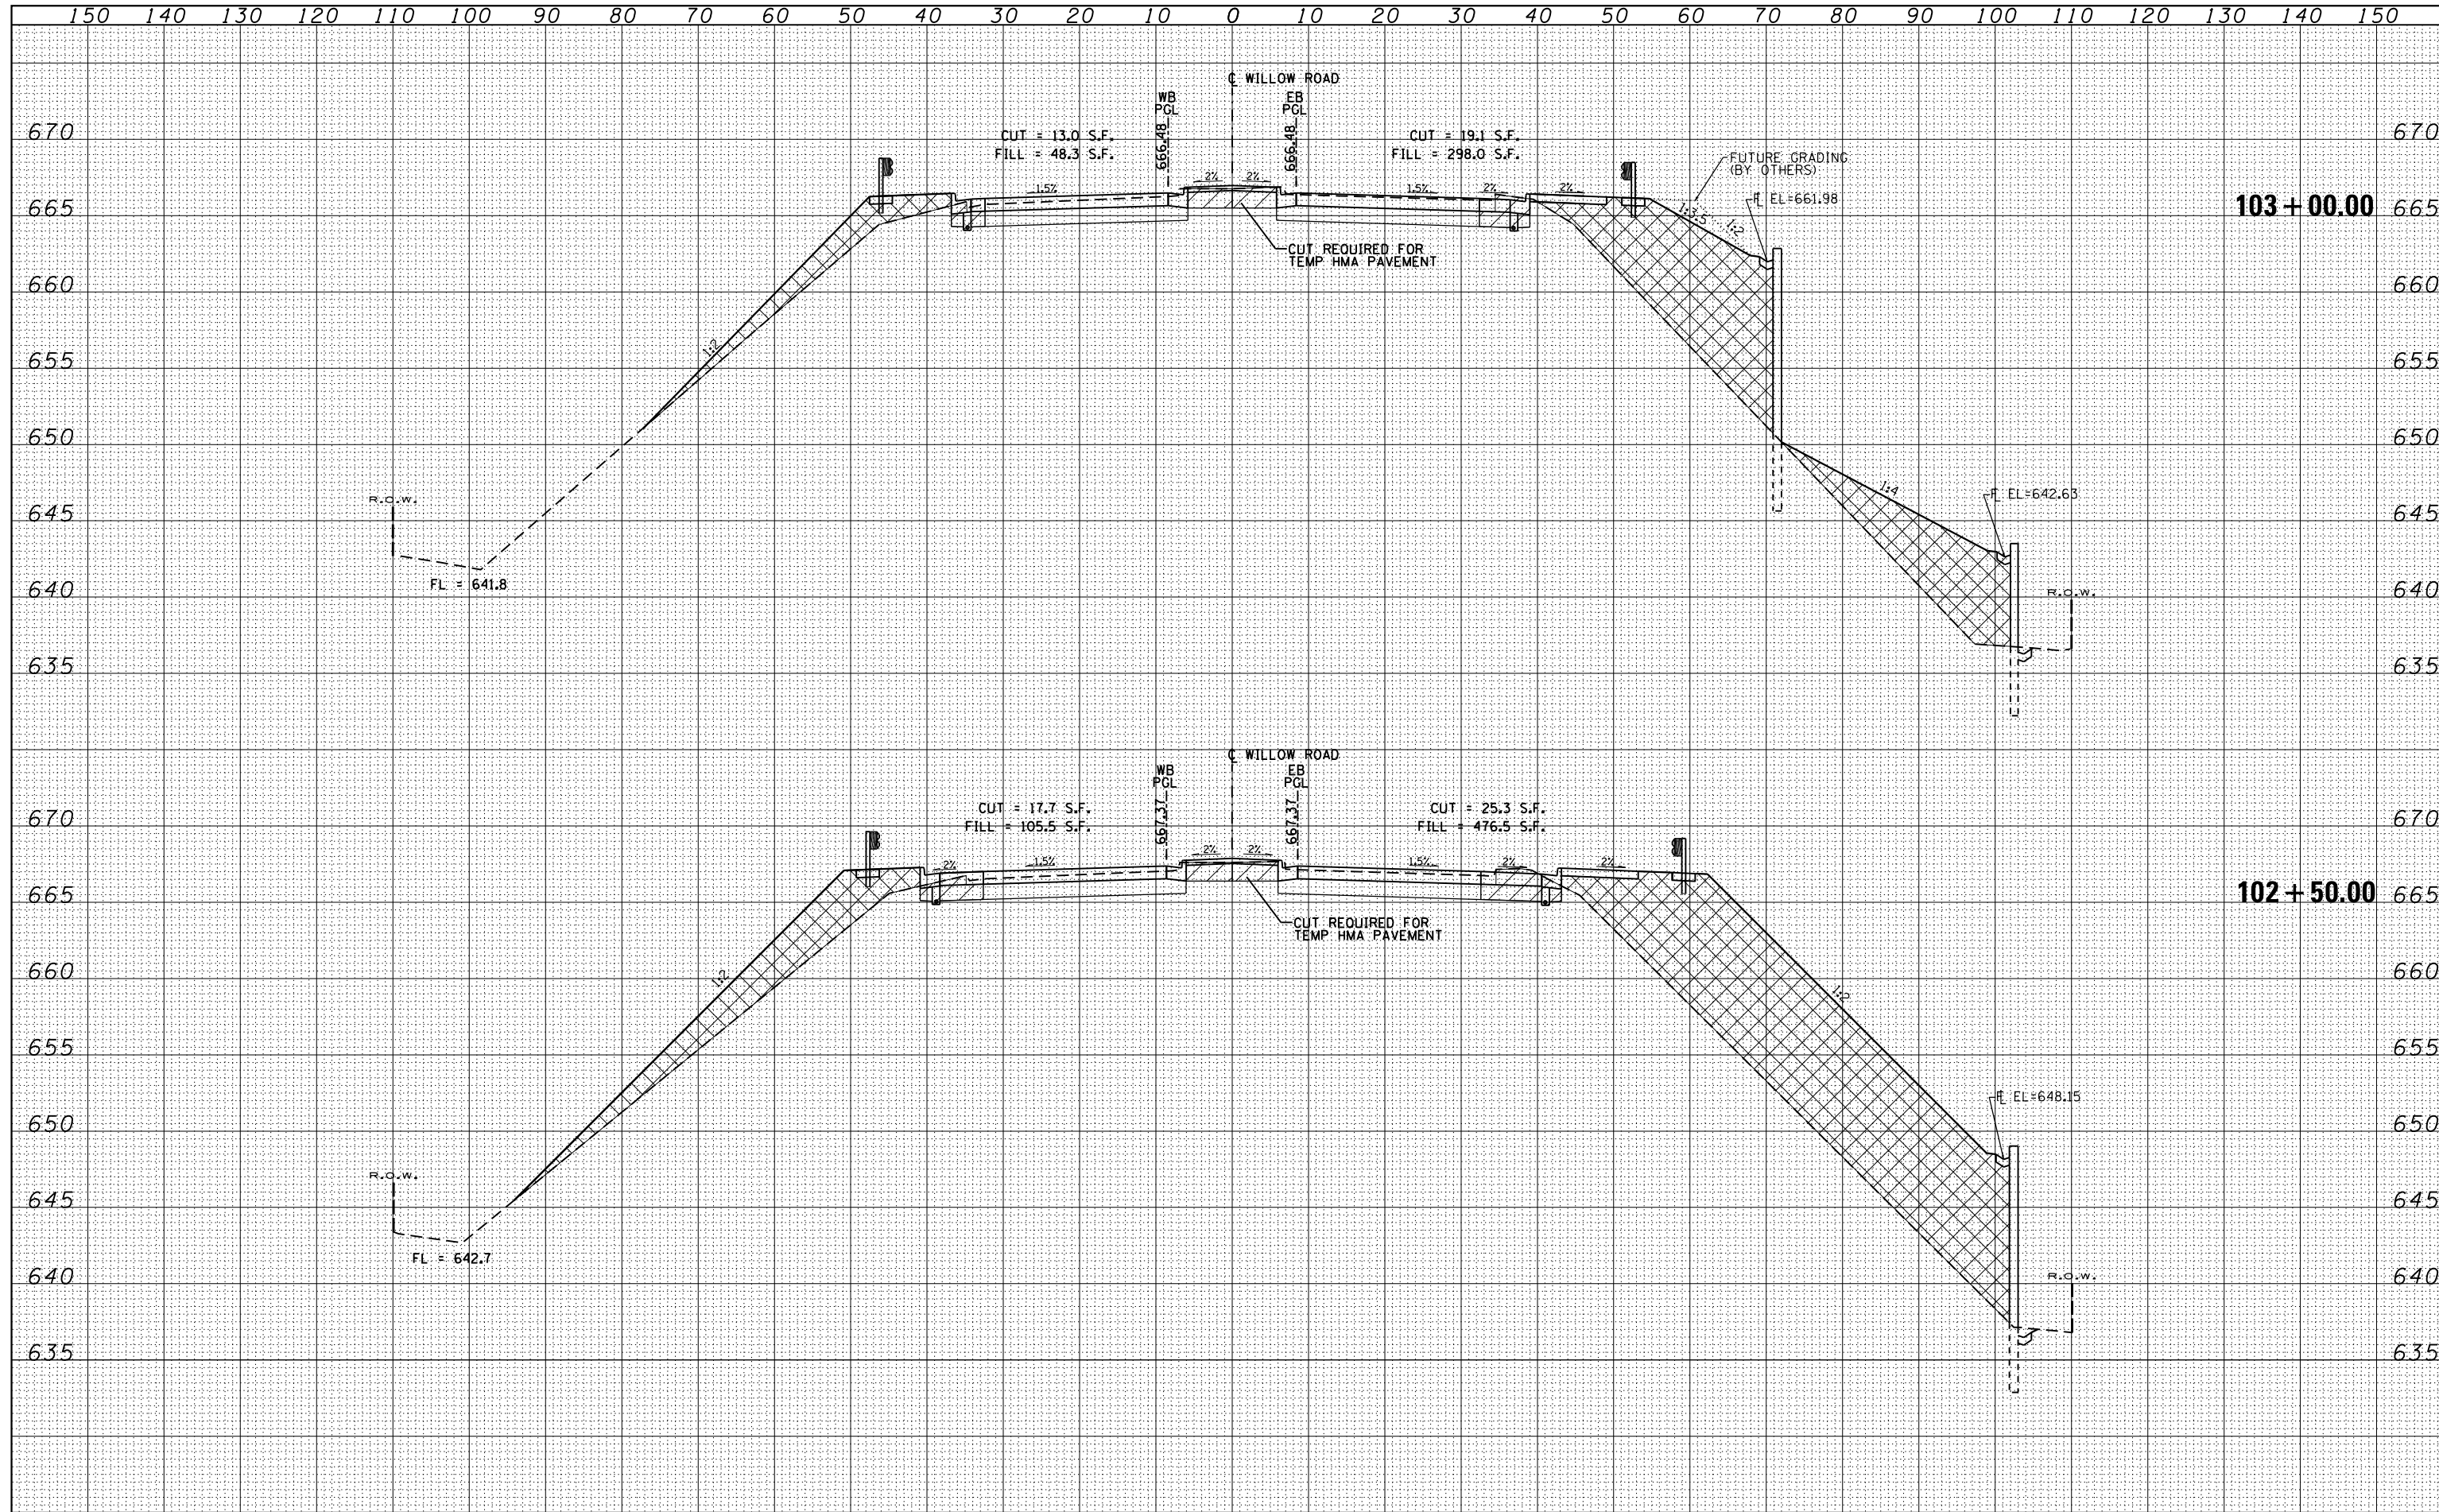 150 140 130 120 110 100 90 80 70 60 50 40 30 20 10 0 10 20 30 40 50 60 70 80 90 100 110 120 130 140 150
℄ WILLOW ROAD
WB
PGL
EB
PGL
666.48
666.48
CUT = 13.0 S.F.
FILL = 48.3 S.F.
CUT = 19.1 S.F.
FILL = 298.0 S.F.
670
670
FUTURE GRADING
(BY OTHERS)
F̲L EL=661.98
1.5%
2%
2%
1.5%
2%
2%
665
103+00.00
665
1:3.5
1:2
CUT REQUIRED FOR
TEMP HMA PAVEMENT
660
660
1:2
655
655
650
650
1:4
R.O.W.
FL EL=642.63
645
645
FL = 641.8
640
R.O.W.
640
635
635
℄ WILLOW ROAD
WB
PGL
EB
PGL
667.37
667.37
CUT = 17.7 S.F.
FILL = 105.5 S.F.
CUT = 25.3 S.F.
FILL = 476.5 S.F.
670
670
2%
1.5%
2%
2%
1.5%
2%
2%
665
102+50.00
665
CUT REQUIRED FOR
TEMP HMA PAVEMENT
660
660
1:2
1:2
655
655
FL EL=648.15
650
650
R.O.W.
645
645
FL = 642.7
640
R.O.W.
640
635
635